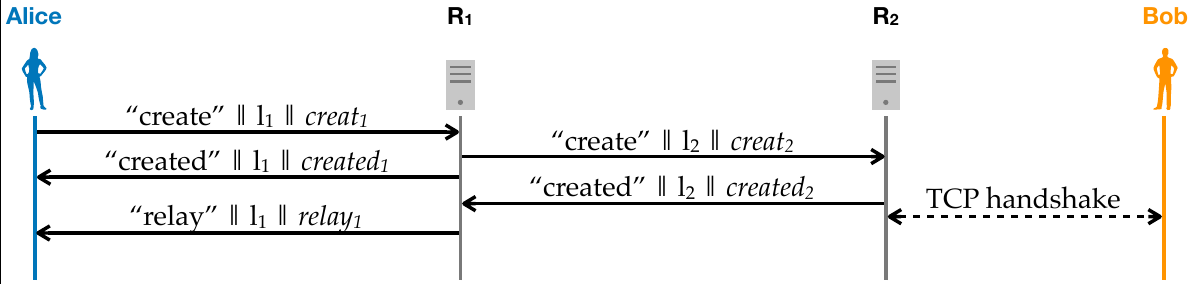 Alice R₁ R₂ Bob
“create” ‖ l₁ ‖ creat₁
“create” ‖ l₂ ‖ creat₂
“created” ‖ l₁ ‖ created₁
“created” ‖ l₂ ‖ created₂
TCP handshake
“relay” ‖ l₁ ‖ relay₁